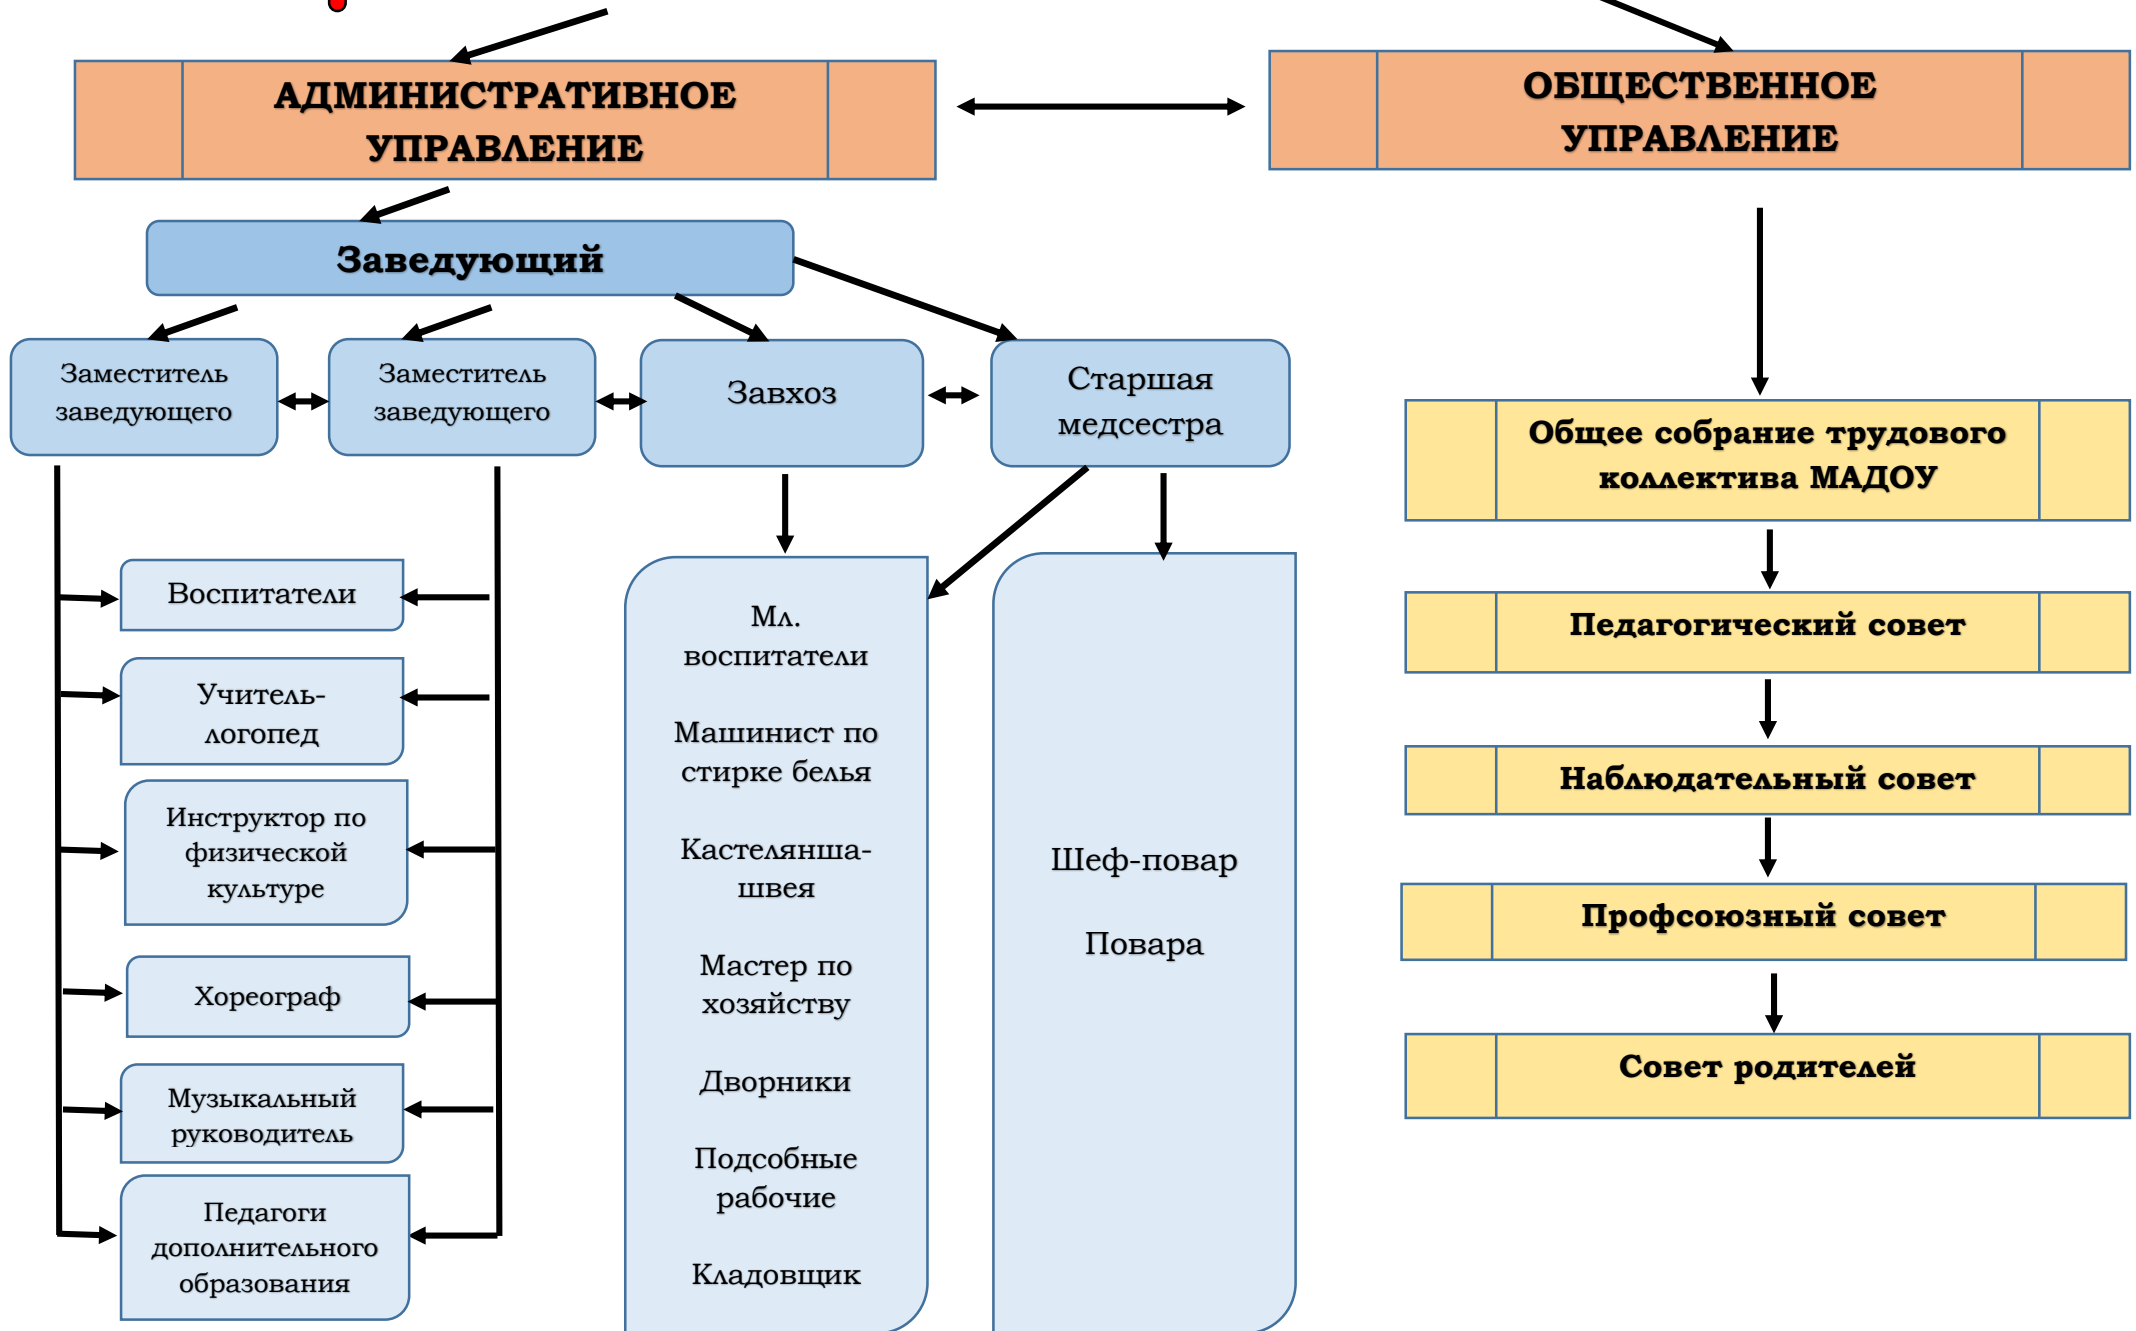 АДМИНИСТРАТИВНОЕ
УПРАВЛЕНИЕ
ОБЩЕСТВЕННОЕ
УПРАВЛЕНИЕ
Заведующий
Заместитель
заведующего
Заместитель
заведующего
Завхоз
Старшая
медсестра
Воспитатели
Учитель-
логопед
Инструктор по
физической
культуре
Хореограф
Музыкальный
руководитель
Педагоги
дополнительного
образования
Мл.
воспитатели
Машинист по
стирке белья
Кастелянша-
швея
Мастер по
хозяйству
Дворники
Подсобные
рабочие
Кладовщик
Шеф-повар
Повара
Общее собрание трудового
коллектива МАДОУ
Педагогический совет
Наблюдательный совет
Профсоюзный совет
Совет родителей